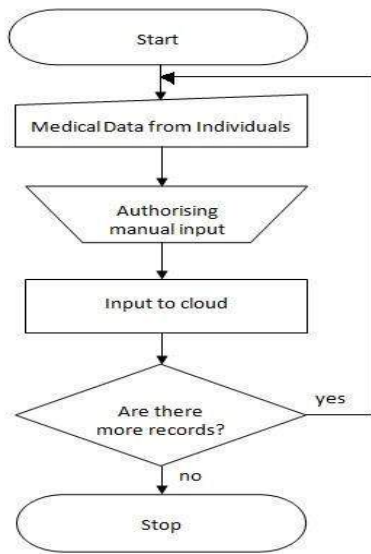 Start
Medical Data from Individuals
Authorising
manual input
Input to cloud
Are there
more records?
yes
no
Stop